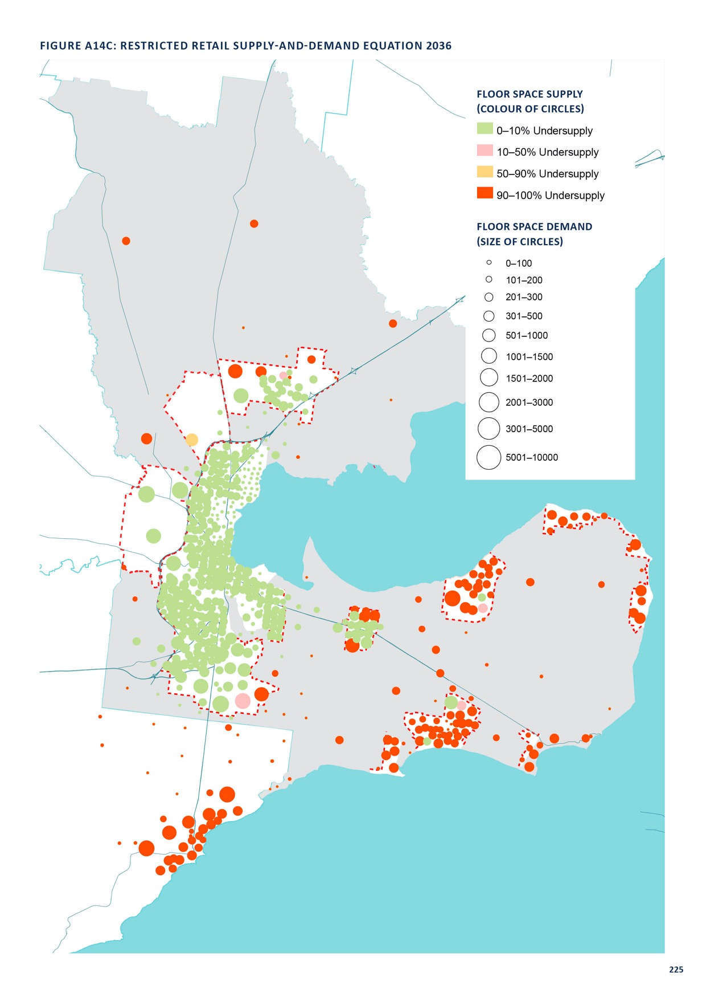 FIGURE A14C: RESTRICTED RETAIL SUPPLY-AND-DEMAND EQUATION 2036
FLOOR SPACE SUPPLY
(COLOUR OF CIRCLES)
0–10% Undersupply
10–50% Undersupply
50–90% Undersupply
90–100% Undersupply
FLOOR SPACE DEMAND
(SIZE OF CIRCLES)
0–100
101–200
201–300
301–500
501–1000
1001–1500
1501–2000
2001–3000
3001–5000
5001–10000
225